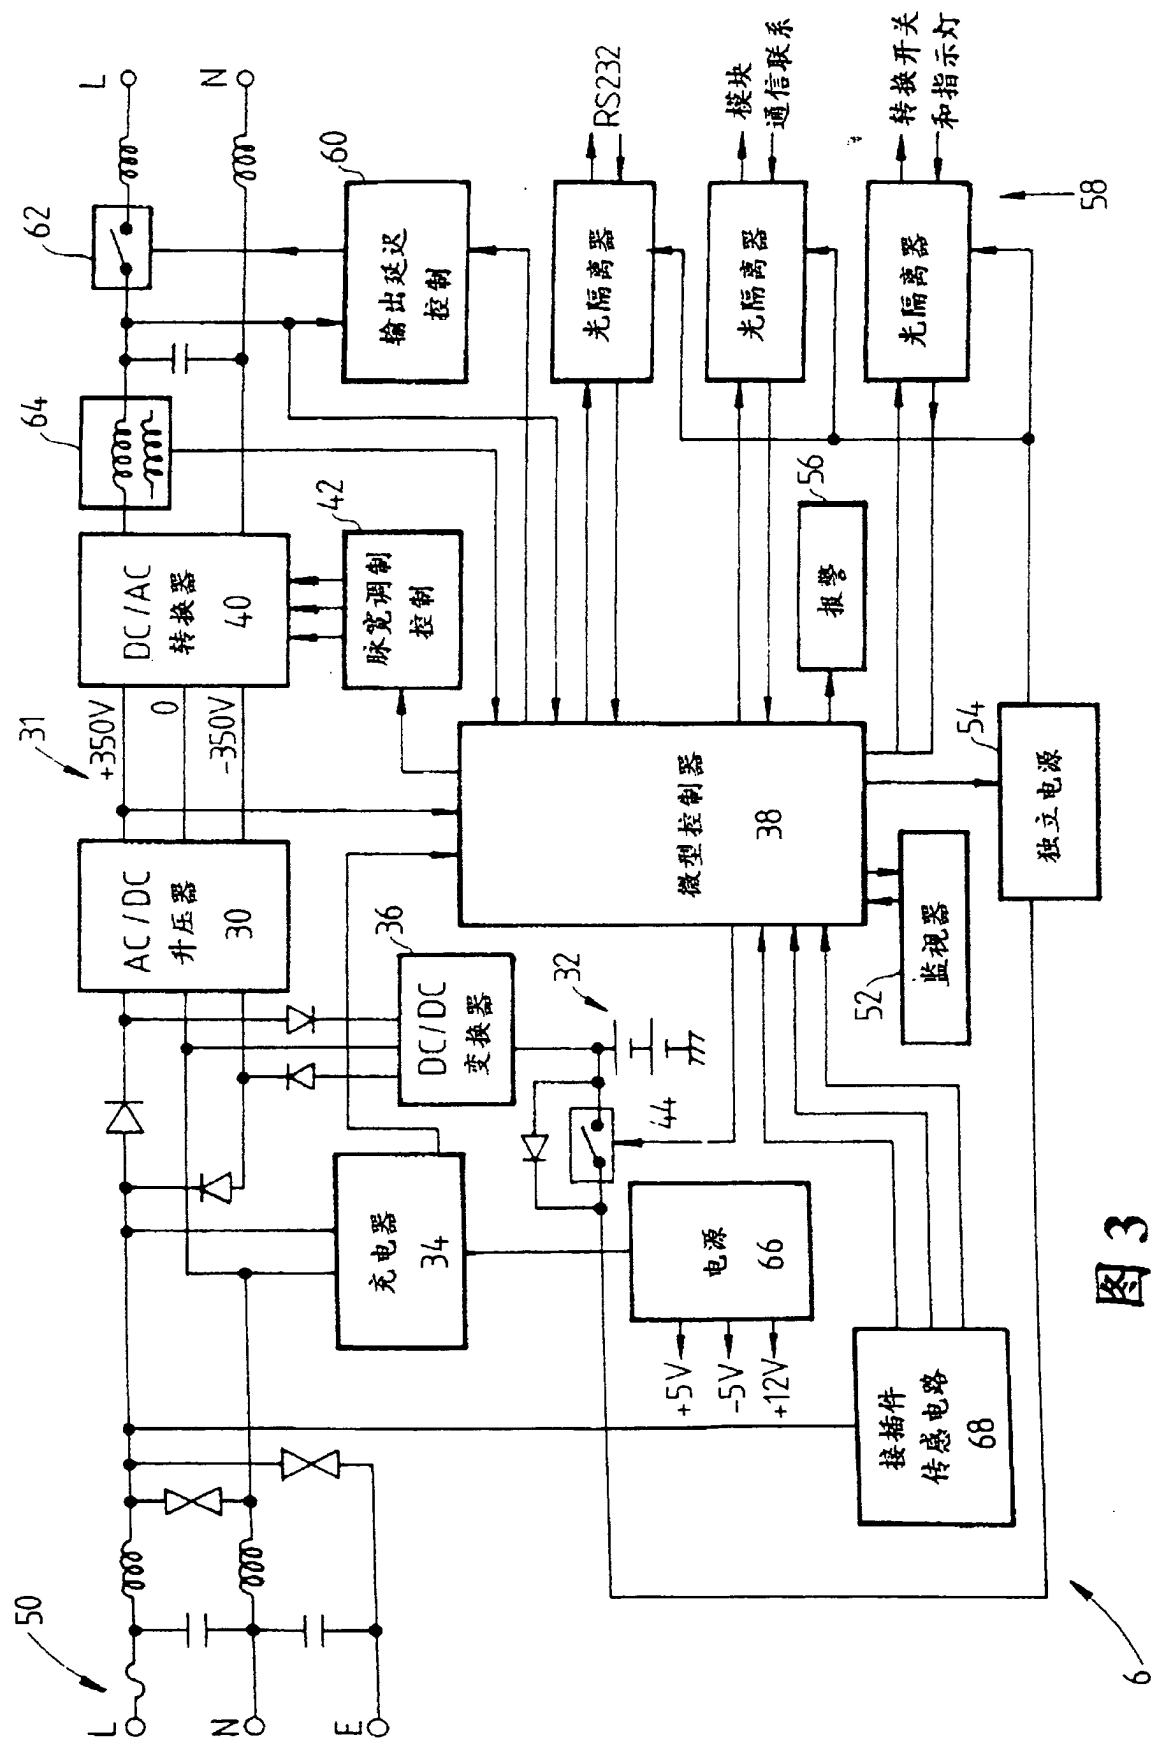 50
L
N
E
31
+350V
0
-350V
AC/DC
升压器
30
DC/AC
转换器
40
64
62
L
N
充电器
34
DC/DC
变换器
36
脉宽调制
控制
42
输出延迟
控制
60
32
44
电源
66
+5V
-5V
+12V
微型控制器
38
光隔离器
RS232
光隔离器
模块
通信联系
光隔离器
转换开关
和指示灯
58
报警
56
监视器
52
独立电源
54
接插件
传感电路
68
6
图 3